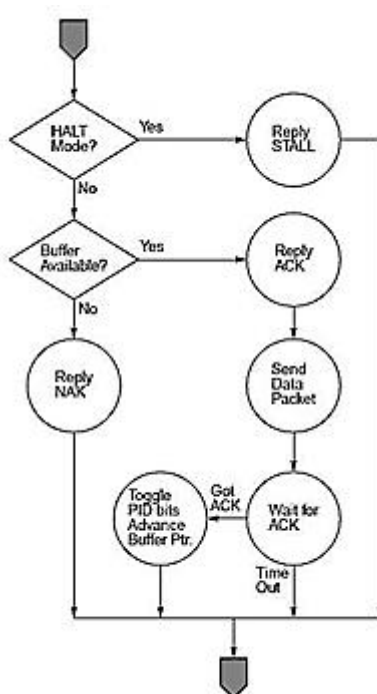 HALT
Mode?
Yes
Reply
STALL
No
Buffer
Available?
Yes
Reply
ACK
No
Reply
NAK
Send
Data
Packet
Toggle
PID bits
Advance
Buffer Ptr.
Got
ACK
Wait for
ACK
Time
Out